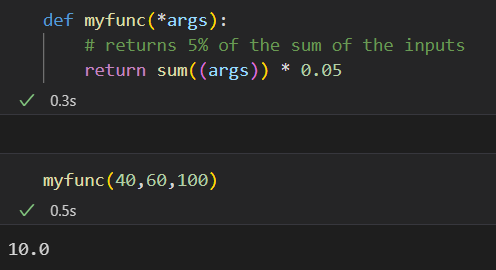 def myfunc(*args):
    # returns 5% of the sum of the inputs
    return sum((args)) * 0.05
✓ 0.3s
myfunc(40,60,100)
✓ 0.5s
10.0